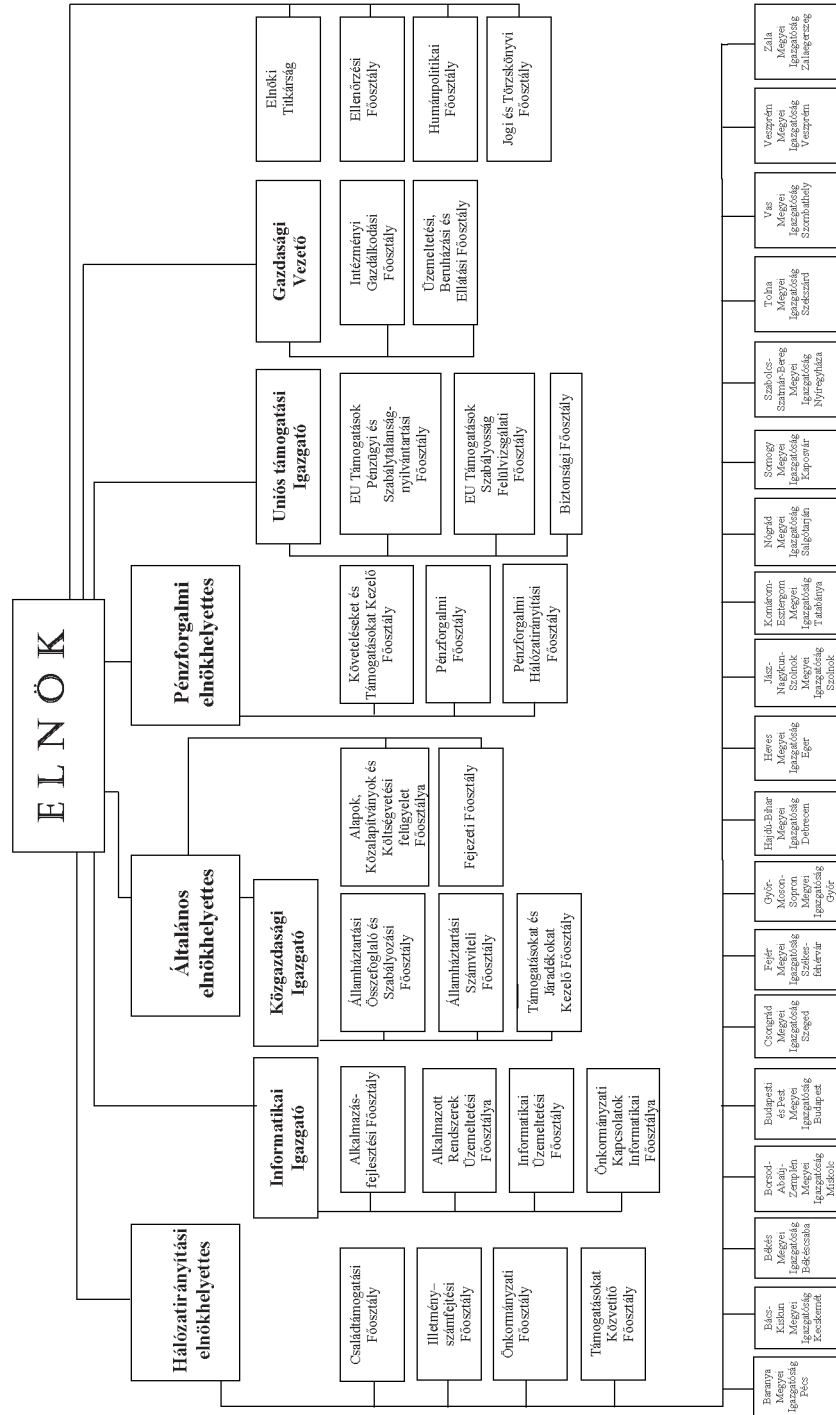 ELNÖK
Hálózatirányítási
elnökhelyettes
Általános
elnökhelyettes
Pénzforgalmi
elnökhelyettes
Informatikai
Igazgató
Közgazdasági
Igazgató
Uniós támogatási
Igazgató
Gazdasági
Vezető
Elnöki
Titkárság
Családtámogatási
Főosztály
Illetmény–
számfejtési
Főosztály
Önkormányzati
Főosztály
Támogatásokat
Közvetítő
Főosztály
Alkalmazás-
fejlesztési Főosztály
Alkalmazott
Rendszerek
Üzemeltetési
Főosztálya
Informatikai
Üzemeltetési
Főosztály
Önkormányzati
Kapcsolatok
Informatikai
Főosztálya
Államháztartási
Összefoglaló és
Szabályozási
Főosztály
Államháztartási
Számviteli
Főosztály
Támogatásokat és
Járadékokat
Kezelő Főosztály
Alapok,
Közalapítványok és
Költségvetési
felügyelet
Főosztálya
Fejezeti Főosztály
Követeléseket és
Támogatásokat Kezelő
Főosztály
Pénzforgalmi
Főosztály
Pénzforgalmi
Hálózatirányítási
Főosztály
EU Támogatások
Pénzügyi és
Szabálytalanság-
nyilvántartási
Főosztály
EU Támogatások
Szabályosság
Felülvizsgálati
Főosztály
Biztonsági Főosztály
Intézményi
Gazdálkodási
Főosztály
Üzemeltetési,
Beruházási és
Ellátási Főosztály
Ellenőrzési
Főosztály
Humánpolitikai
Főosztály
Jogi és Törzskönyvi
Főosztály
Baranya
Megyei
Igazgatóság
Pécs
Bács-
Kiskun
Megyei
Igazgatóság
Kecskemét
Békés
Megyei
Igazgatóság
Békéscsaba
Borsod-
Abaúj-
Zemplén
Megyei
Igazgatóság
Miskolc
Budapesti
és Pest
Megyei
Igazgatóság
Budapest
Csongrád
Megyei
Igazgatóság
Szeged
Fejér
Megyei
Igazgatóság
Székes-
fehérvár
Győr-
Moson-
Sopron
Megyei
Igazgatóság
Győr
Hajdú-Bihar
Megyei
Igazgatóság
Debrecen
Heves
Megyei
Igazgatóság
Eger
Jász-
Nagykun-
Szolnok
Megyei
Igazgatóság
Szolnok
Komárom-
Esztergom
Megyei
Igazgatóság
Tatabánya
Nógrád
Megyei
Igazgatóság
Salgótarján
Somogy
Megyei
Igazgatóság
Kaposvár
Szabolcs-
Szatmár-Bereg
Megyei
Igazgatóság
Nyíregyháza
Tolna
Megyei
Igazgatóság
Szekszárd
Vas
Megyei
Igazgatóság
Szombathely
Veszprém
Megyei
Igazgatóság
Veszprém
Zala
Megyei
Igazgatóság
Zalaegerszeg